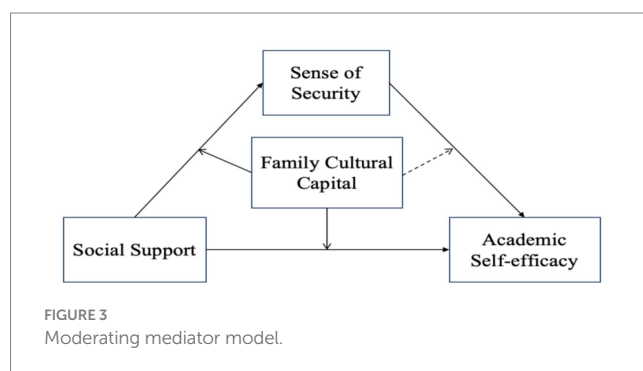 Sense of
Security
Family Cultural
Capital
Social Support
Academic
Self-efficacy
FIGURE 3
Moderating mediator model.